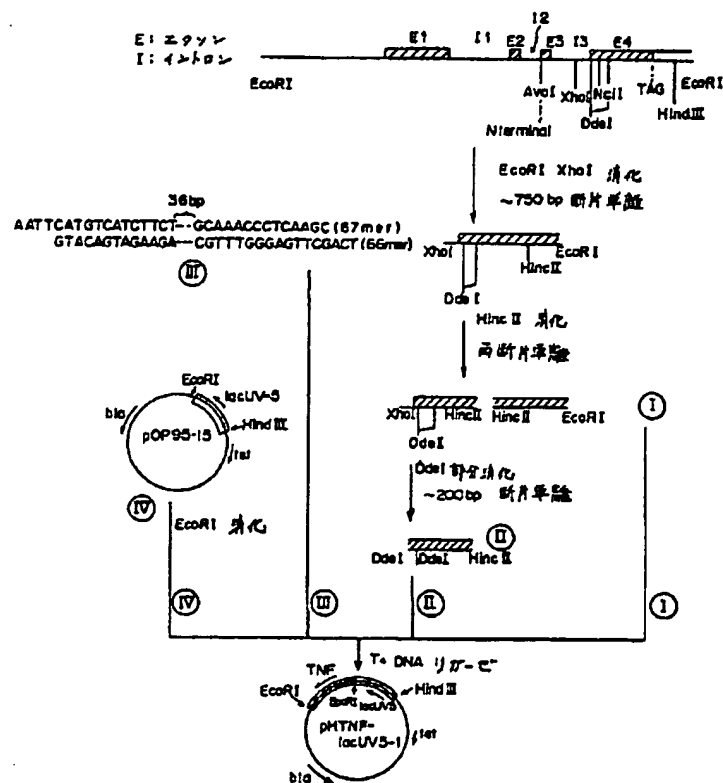 E: エクソン
I: イントロン
E1 I1 E2 I2 E3 I3 E4
EcoRI
AvaI
XhoI
NciI
TAG
EcoRI
DdeI
HindIII
Nterminal
EcoRI XhoI 消化
~750bp 断片単離
36bp
AATTCATGTCATCTTCT--GCAAACCCTCAAGC(67mer)
GTACAGTAGAAGA--CGTTTGGGAGTTCGACT(66mer)
III
XhoI
HincII
EcoRI
DdeI
HincII 消化
両断片単離
EcoRI
lacUV-5
bla
pOP95-15
HindIII
tet
XhoI
HincII
HincII
EcoRI
I
DdeI
DdeI 部分消化
~200bp 断片単離
IV
EcoRI 消化
II
DdeI
DdeI
HincII
IV
III
II
I
T4 DNA リガーゼ
TNF
EcoRI
EcoRI
lacUV5
HindIII
pHTNF-
lacUV5-1
tet
bla